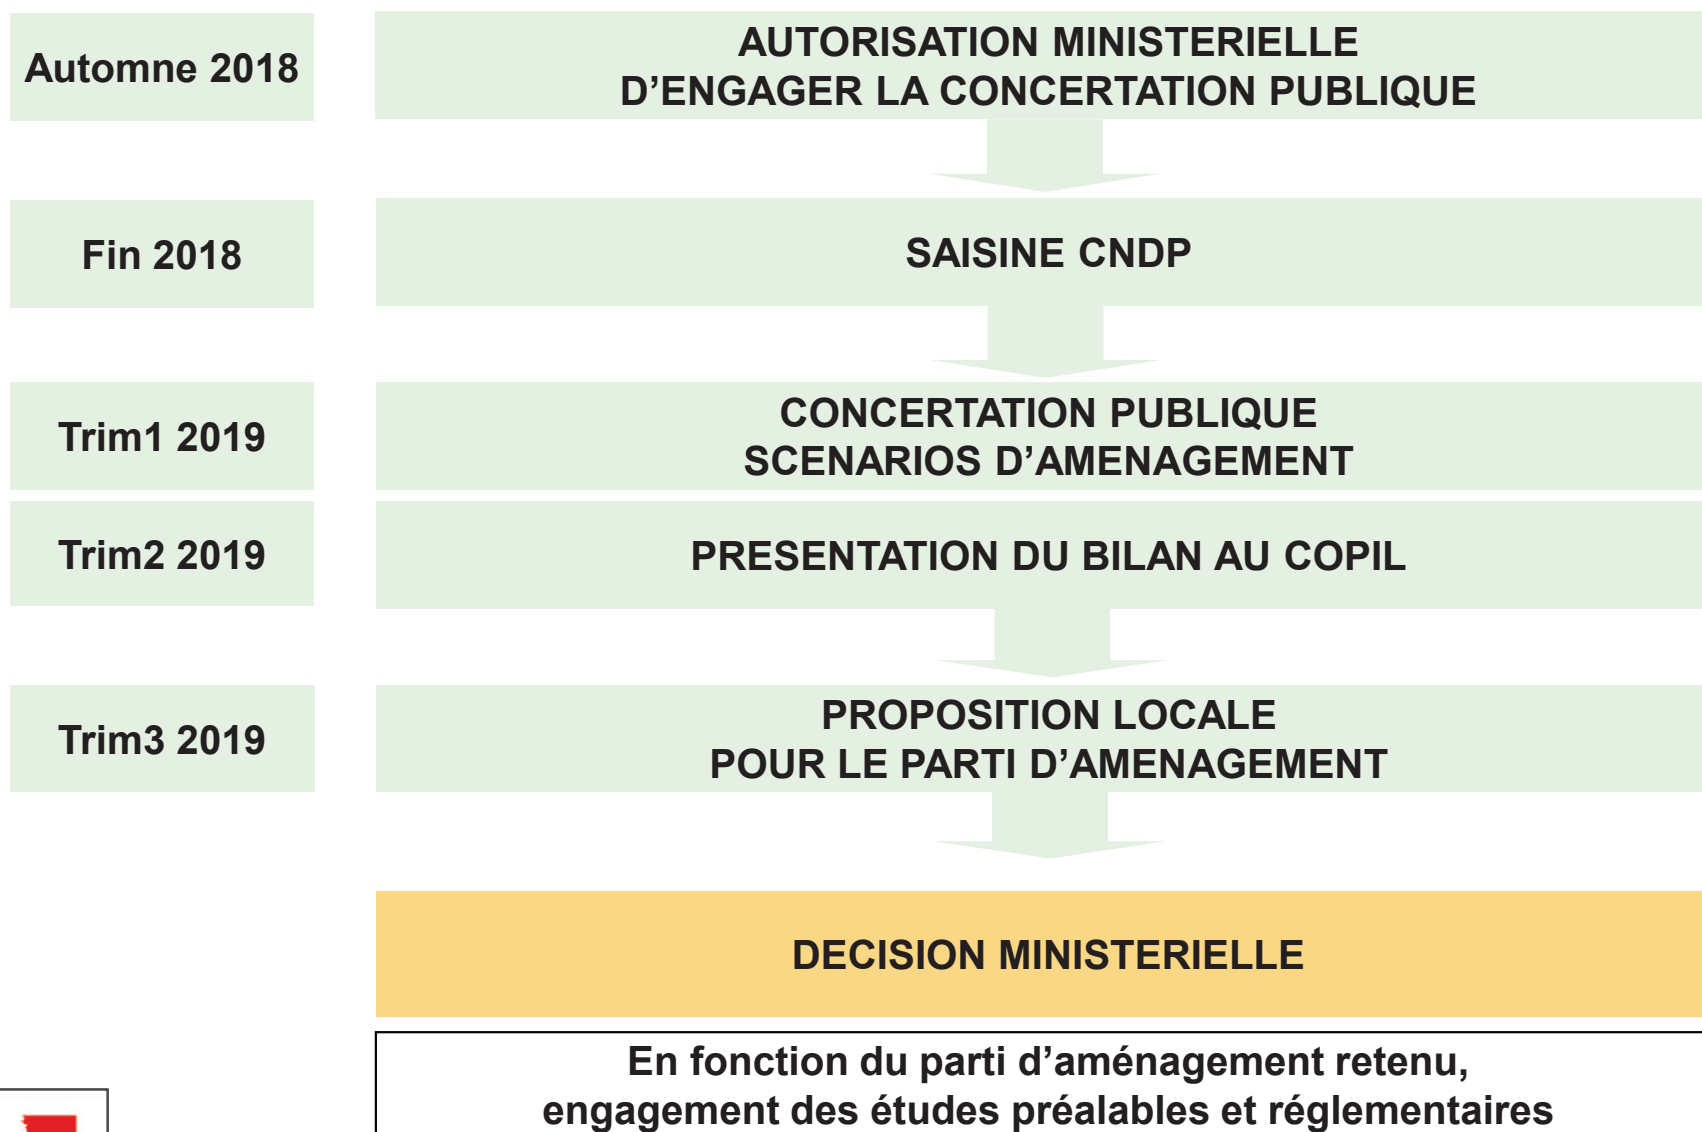 Automne 2018
AUTORISATION MINISTERIELLE
D’ENGAGER LA CONCERTATION PUBLIQUE
Fin 2018
SAISINE CNDP
Trim1 2019
CONCERTATION PUBLIQUE
SCENARIOS D’AMENAGEMENT
Trim2 2019
PRESENTATION DU BILAN AU COPIL
Trim3 2019
PROPOSITION LOCALE
POUR LE PARTI D’AMENAGEMENT
DECISION MINISTERIELLE
En fonction du parti d’aménagement retenu,
engagement des études préalables et réglementaires